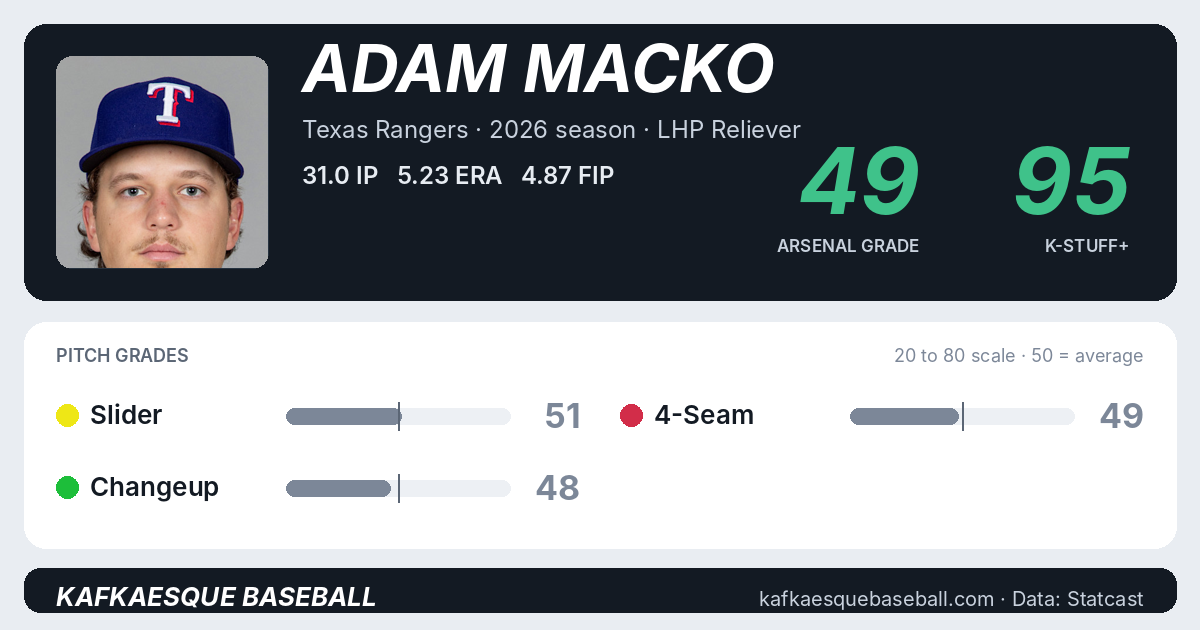 ADAM MACKO
Texas Rangers · 2026 season · LHP Reliever
31.0 IP 5.23 ERA 4.87 FIP
49 95
ARSENAL GRADE K-STUFF+
T
PITCH GRADES 20 to 80 scale · 50 = average
Slider 51 4-Seam 49
Changeup 48
KAFKAESQUE BASEBALL kafkaesquebaseball.com · Data: Statcast